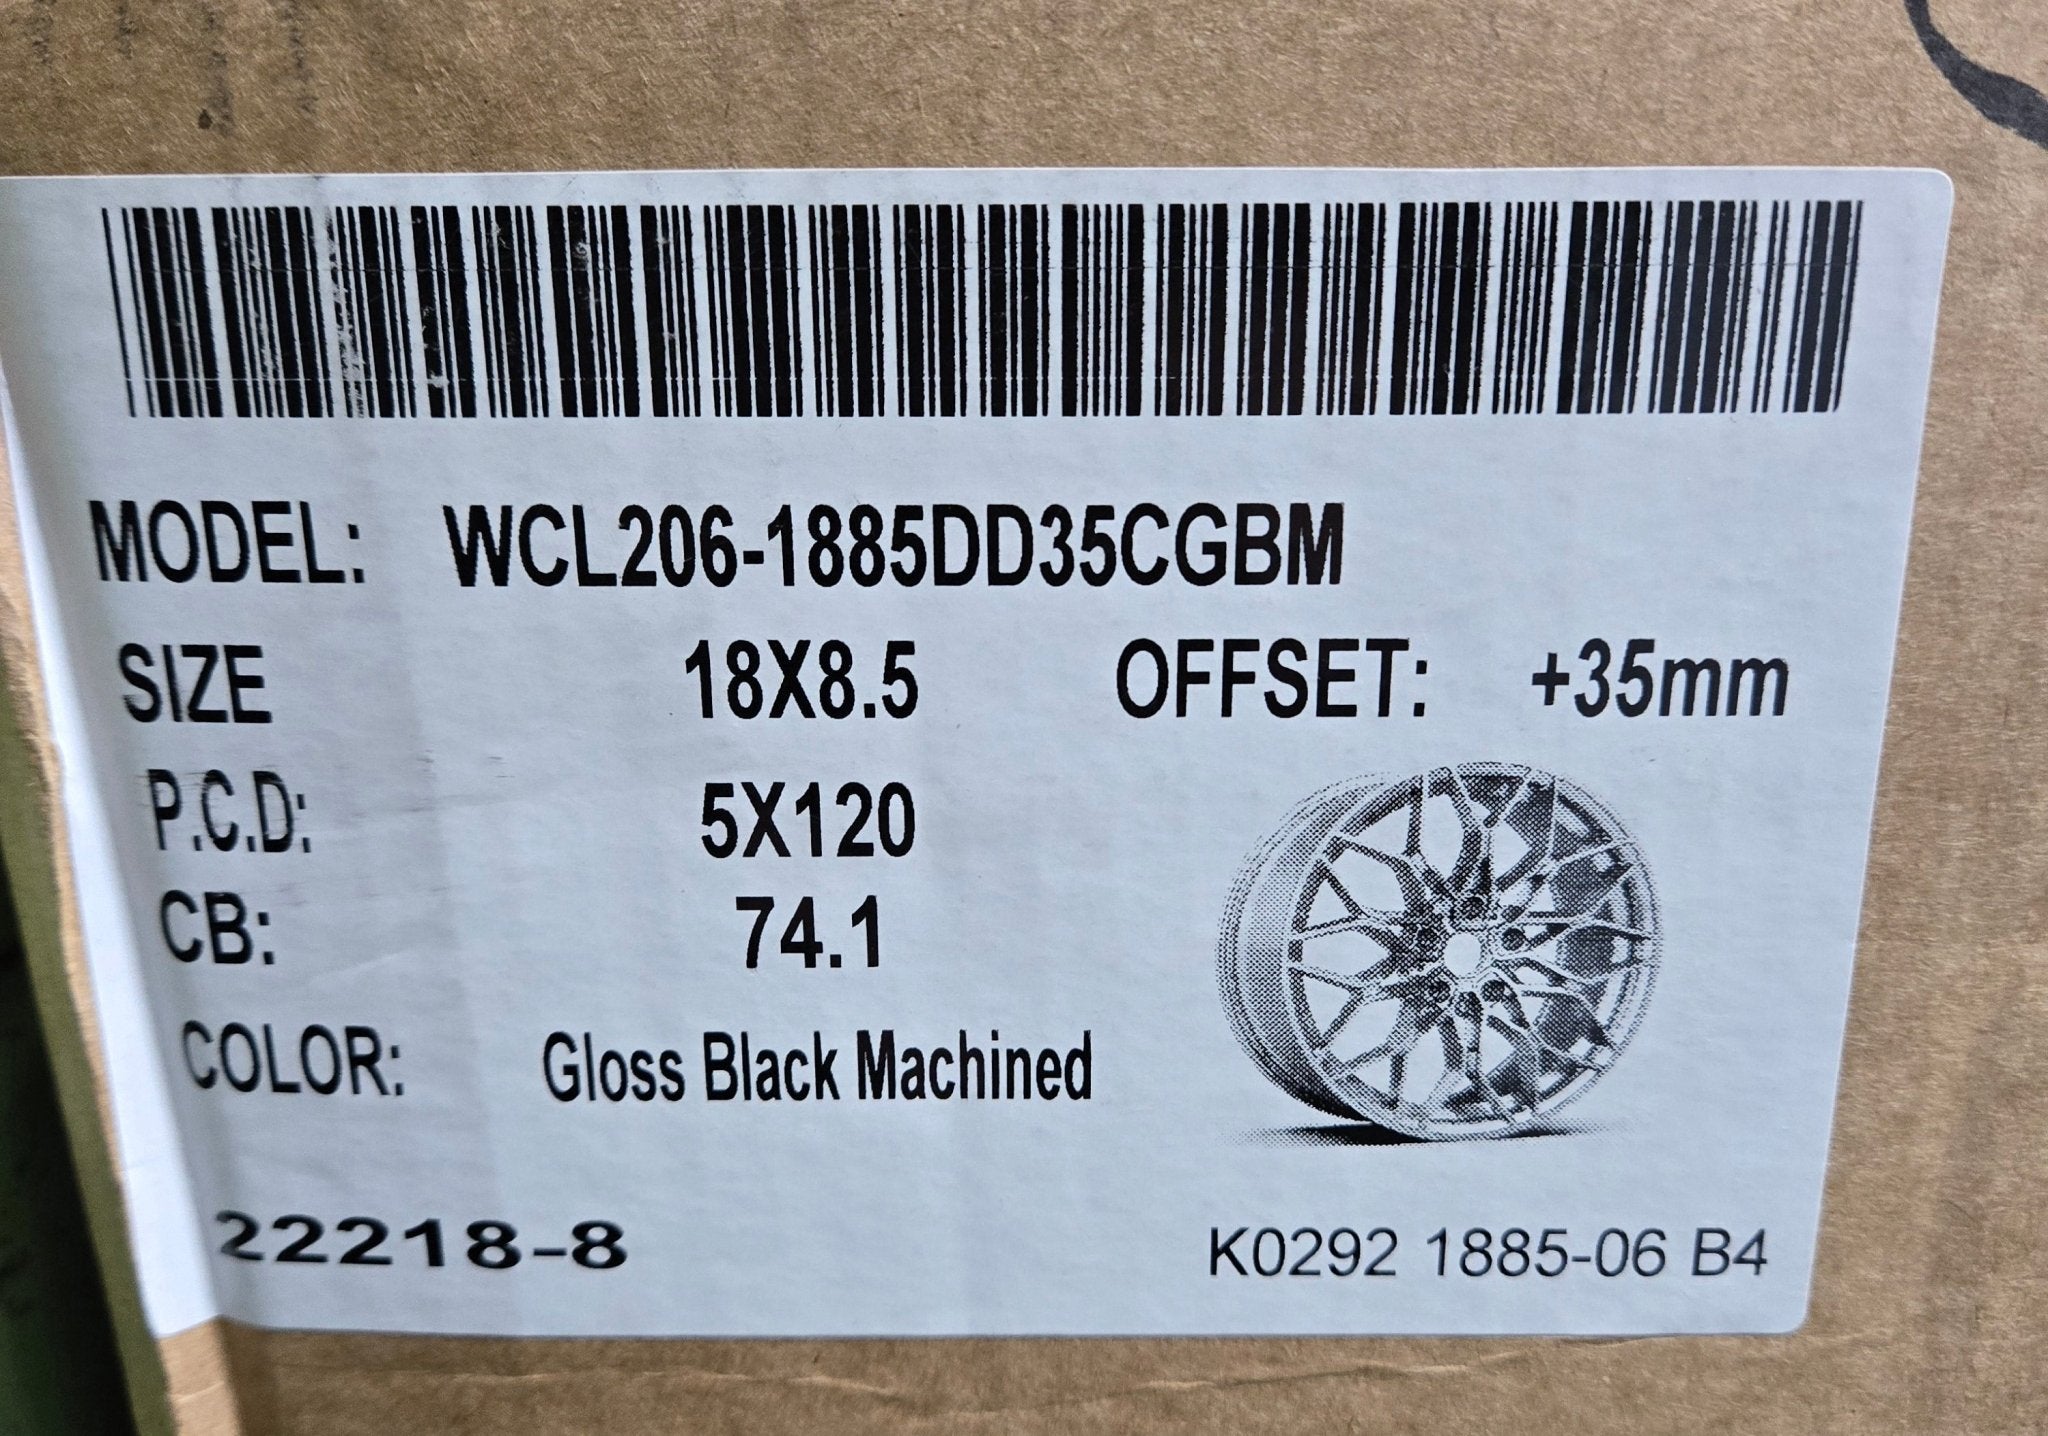 MODEL: WCL206-1885DD35CGBM
SIZE 18X8.5 OFFSET: +35mm
P.C.D: 5X120
CB: 74.1
COLOR: Gloss Black Machined
22218-8 K0292 1885-06 B4